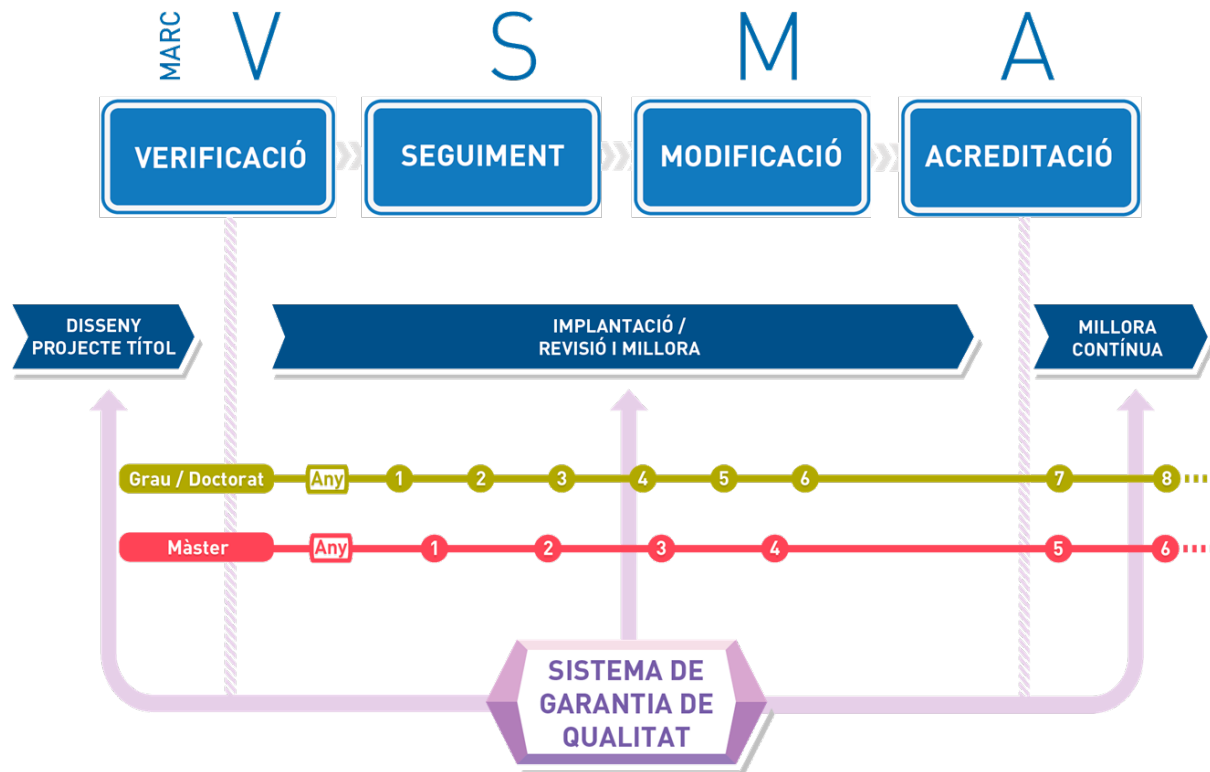 MARC
V S M A
VERIFICACIÓ
SEGUIMENT
MODIFICACIÓ
ACREDITACIÓ
DISSENY
PROJECTE TÍTOL
IMPLANTACIÓ /
REVISIÓ I MILLORA
MILLORA
CONTÍNUA
Grau / Doctorat Any 1 2 3 4 5 6 7 8
Màster Any 1 2 3 4 5 6
SISTEMA DE
GARANTIA DE
QUALITAT